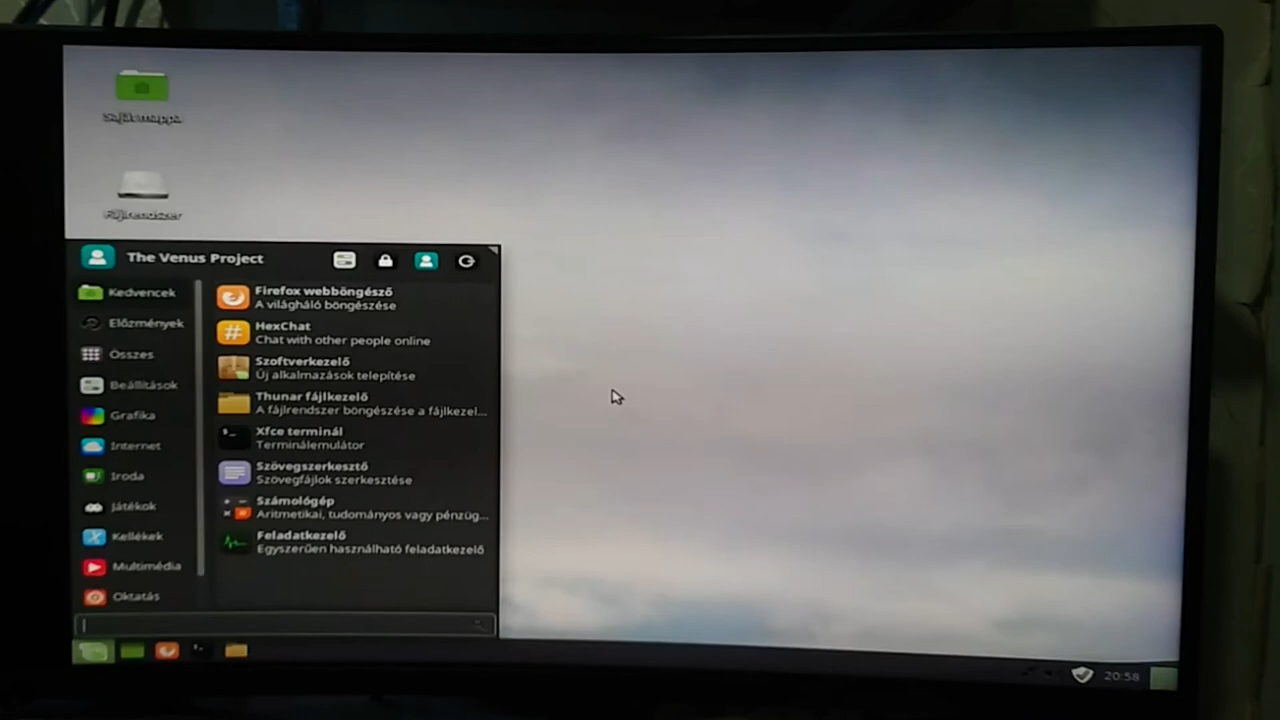 Saját mappa
Fájlrendszer
The Venus Project
Kedvencek
Előzmények
Összes
Beállítások
Grafika
Internet
Iroda
Játékok
Kellékek
Multimédia
Oktatás
Firefox webböngésző
A világháló böngészése
HexChat
Chat with other people online
Szoftverkezelő
Új alkalmazások telepítése
Thunar fájlkezelő
A fájlrendszer böngészése a fájlkezel...
Xfce terminál
Terminálemulátor
Szövegszerkesztő
Szövegfájlok szerkesztése
Számológép
Aritmetikai, tudományos vagy pénzüg...
Feladatkezelő
Egyszerűen használható feladatkezelő
20:58